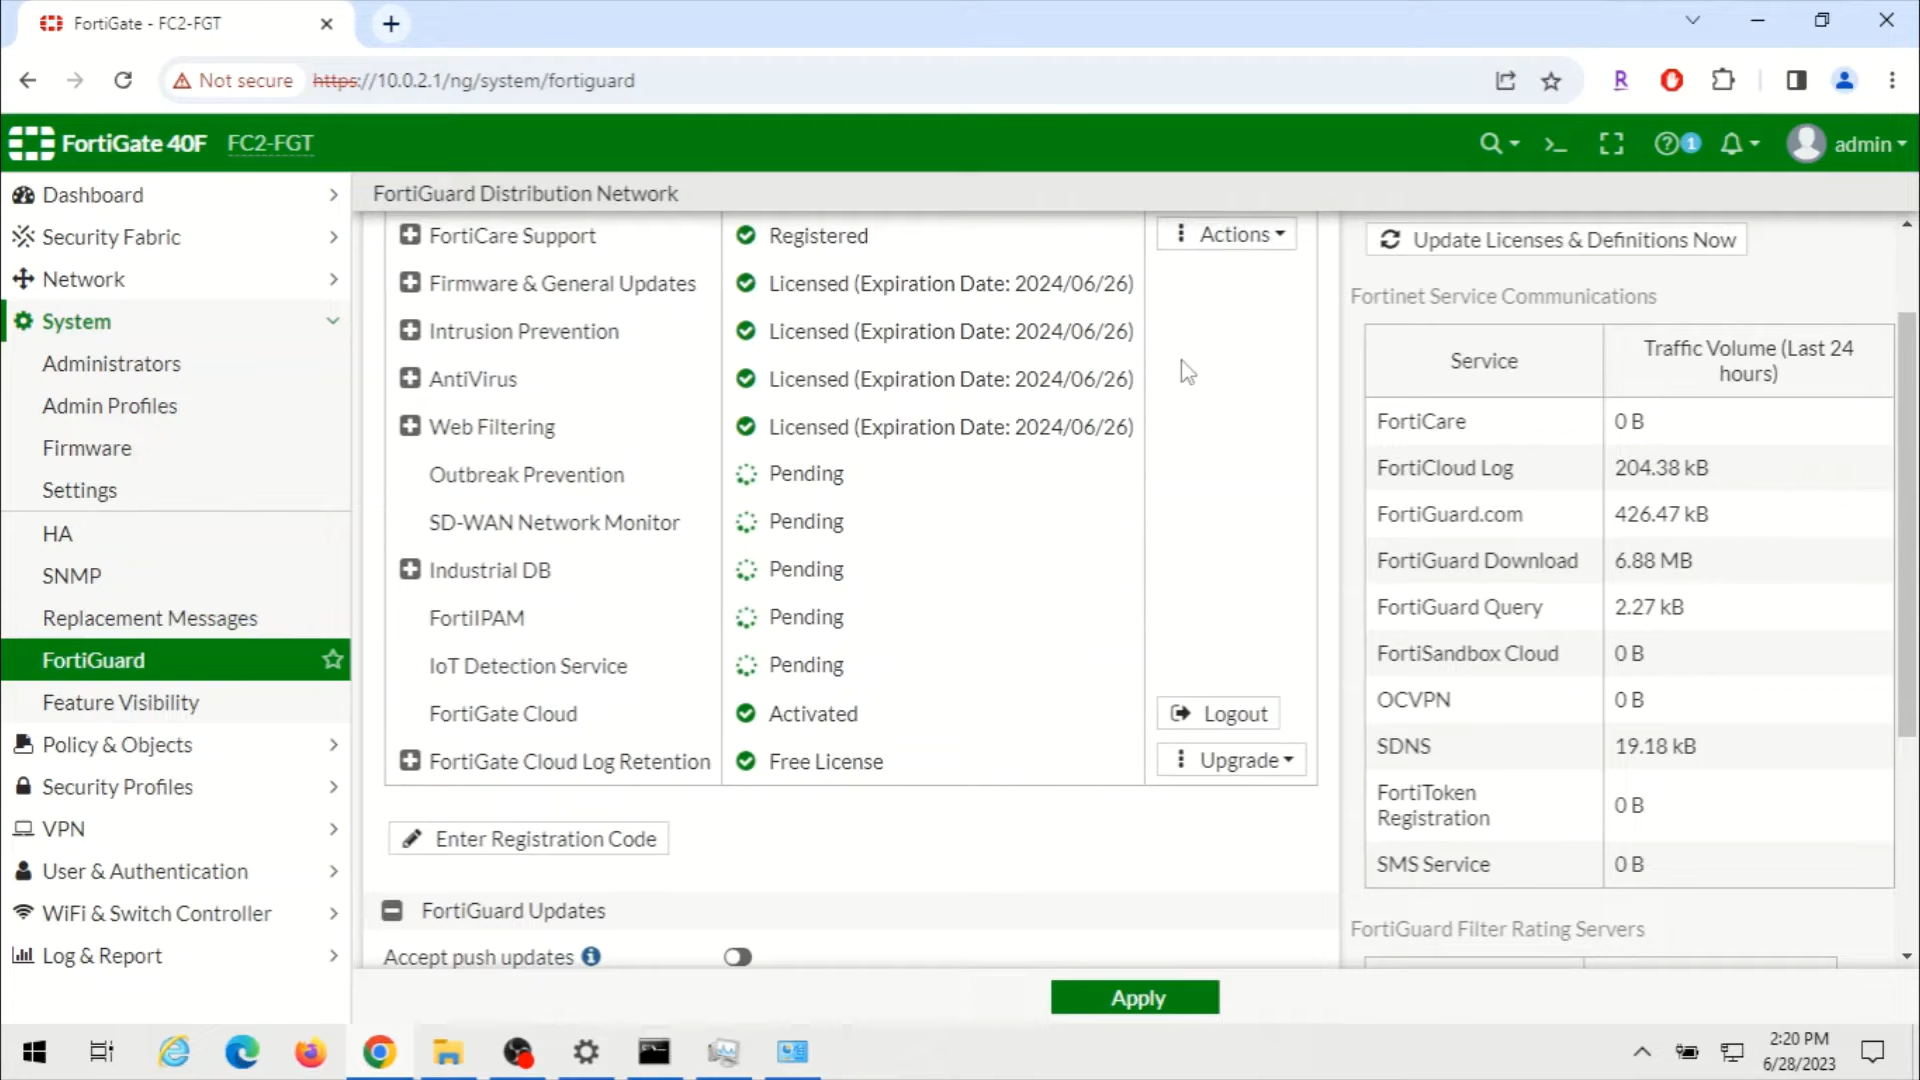 FortiGate - FC2-FGT
Not secure https://10.0.2.1/ng/system/fortiguard
R
FortiGate 40F FC2-FGT
1 admin
Dashboard
Security Fabric
Network
System
Administrators
Admin Profiles
Firmware
Settings
HA
SNMP
Replacement Messages
FortiGuard
Feature Visibility
Policy & Objects
Security Profiles
VPN
User & Authentication
WiFi & Switch Controller
Log & Report
FortiGuard Distribution Network
FortiCare Support Registered Actions
Firmware & General Updates Licensed (Expiration Date: 2024/06/26)
Intrusion Prevention Licensed (Expiration Date: 2024/06/26)
AntiVirus Licensed (Expiration Date: 2024/06/26)
Web Filtering Licensed (Expiration Date: 2024/06/26)
Outbreak Prevention Pending
SD-WAN Network Monitor Pending
Industrial DB Pending
FortiIPAM Pending
IoT Detection Service Pending
FortiGate Cloud Activated Logout
FortiGate Cloud Log Retention Free License Upgrade
Enter Registration Code
FortiGuard Updates
Accept push updates
Update Licenses & Definitions Now
Fortinet Service Communications
Service Traffic Volume (Last 24
hours)
FortiCare 0 B
FortiCloud Log 204.38 kB
FortiGuard.com 426.47 kB
FortiGuard Download 6.88 MB
FortiGuard Query 2.27 kB
FortiSandbox Cloud 0 B
OCVPN 0 B
SDNS 19.18 kB
FortiToken
Registration 0 B
SMS Service 0 B
FortiGuard Filter Rating Servers
Apply
2:20 PM
6/28/2023